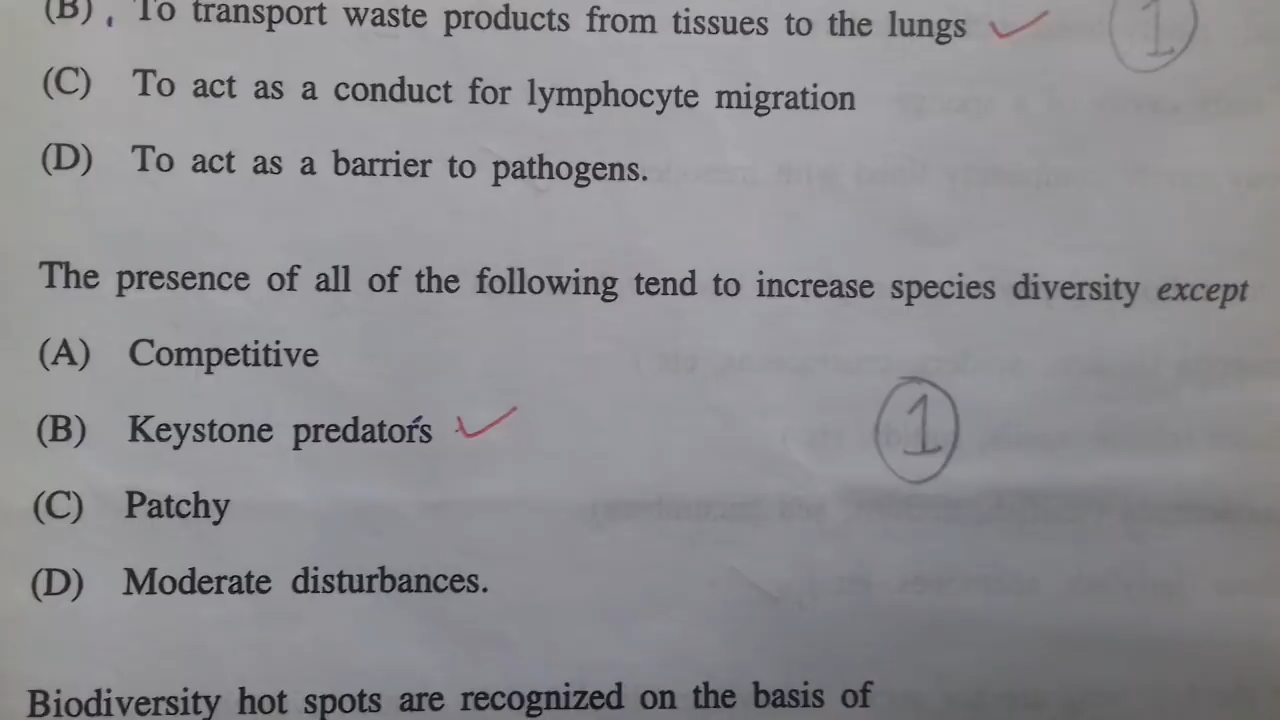 (B) To transport waste products from tissues to the lungs 1
(C) To act as a conduct for lymphocyte migration
(D) To act as a barrier to pathogens.
The presence of all of the following tend to increase species diversity except
(A) Competitive
(B) Keystone predators 1
(C) Patchy
(D) Moderate disturbances.
Biodiversity hot spots are recognized on the basis of